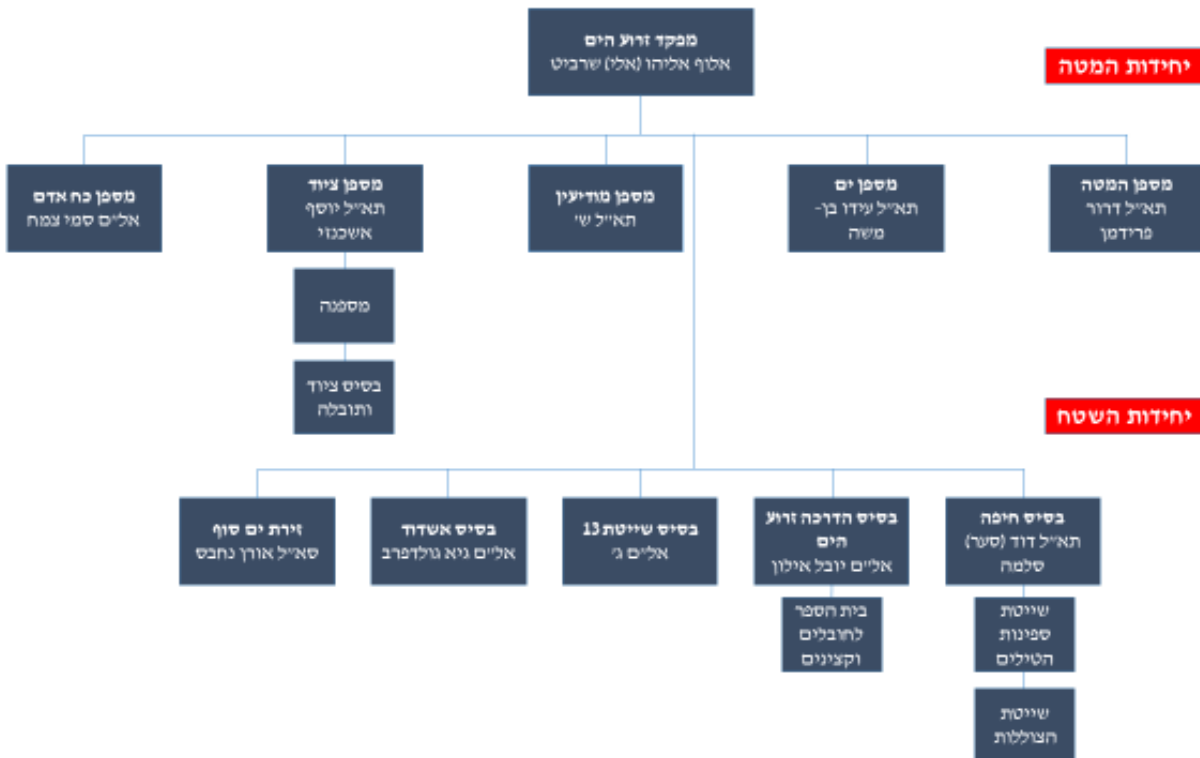 מפקד זרוע הים
אלוף אליהו (אלי) שרביט
יחידות המטה
מספן המטה
תא״ל דרור
פרידמן
מספן ים
תא״ל עידו בן-
משה
מספן מודיעין
תא״ל ש׳
מספן ציוד
תא״ל יוסף
אשכנזי
מספן כח אדם
אל״ם סמי צמח
מספנה
בסיס ציוד
ותובלה
יחידות השטח
בסיס חיפה
תא״ל דוד (סער)
סלמה
בסיס הדרכה זרוע
הים
אל״ם יובל אילון
בסיס שייטת 13
אל״ם ג׳
בסיס אשדוד
אל״ם גיא גולדפרב
זירת ים סוף
סא״ל אורן נחבס
שייטת
ספינות
הטילים
בית הספר
לחובלים
וקצינים
שייטת
הצוללות